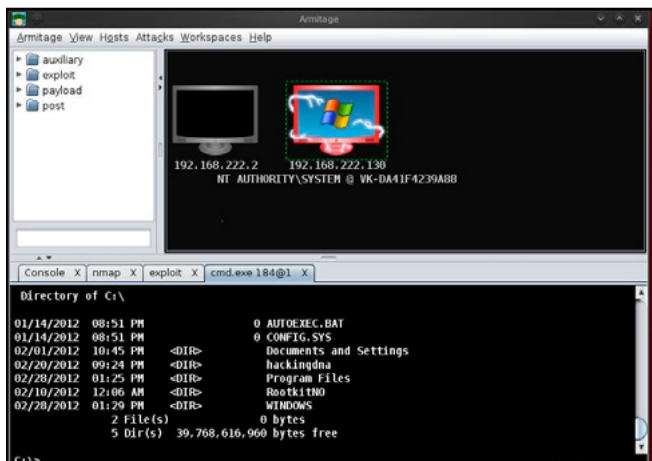 Armitage
Armitage View Hosts Attacks Workspaces Help
auxiliary
exploit
payload
post
192.168.222.2
192.168.222.130
NT AUTHORITY\SYSTEM @ VK-DA41F4239A88
Console X nmap X exploit X cmd.exe 184@1 X
Directory of C:\
01/14/2012 08:51 PM 0 AUTOEXEC.BAT
01/14/2012 08:51 PM 0 CONFIG.SYS
02/01/2012 10:45 PM <DIR> Documents and Settings
02/20/2012 09:24 PM <DIR> hackingdna
02/28/2012 01:25 PM <DIR> Program Files
02/10/2012 12:06 AM <DIR> RootkitNO
02/28/2012 01:29 PM <DIR> WINDOWS
2 File(s) 0 bytes
5 Dir(s) 39,768,616,960 bytes free
C:\>